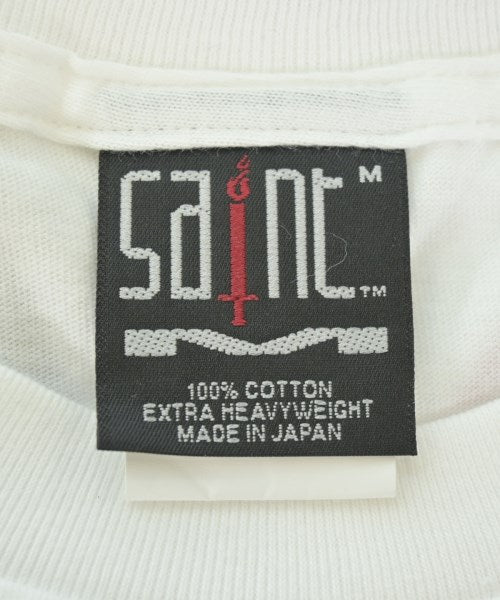 saint M
TM
100% COTTON
EXTRA HEAVYWEIGHT
MADE IN JAPAN